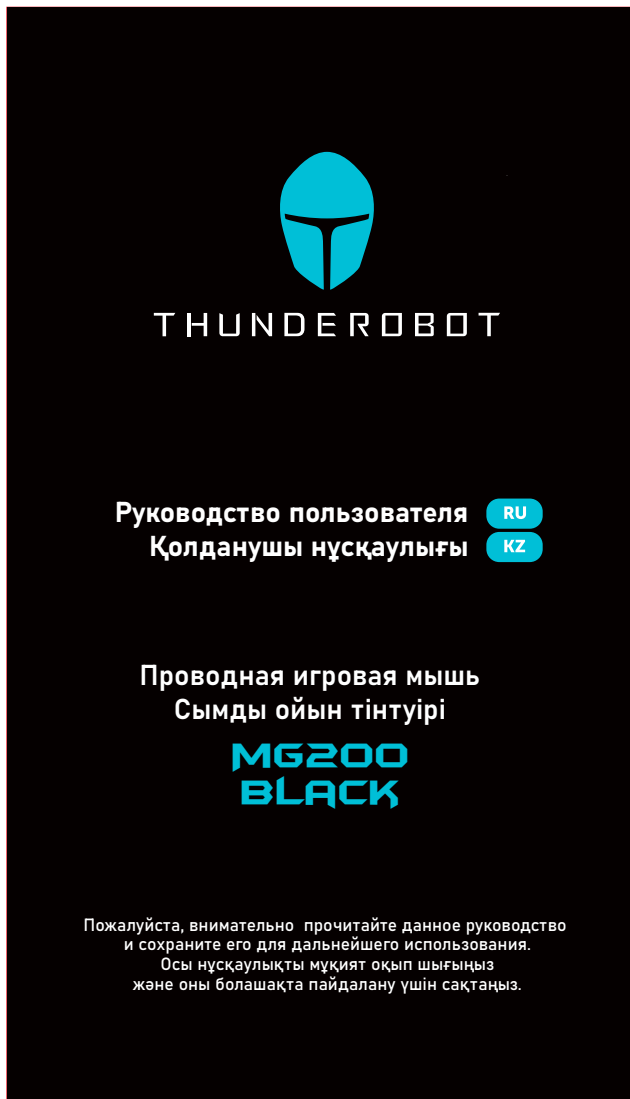 THUNDEROBOT
Руководство пользователя RU
Қолданушы нұсқаулығы KZ
Проводная игровая мышь
Сымды ойын тінтуірі
MG200
BLACK
Пожалуйста, внимательно прочитайте данное руководство
и сохраните его для дальнейшего использования.
Осы нұсқаулықты мұқият оқып шығыңыз
және оны болашақта пайдалану үшін сақтаңыз.